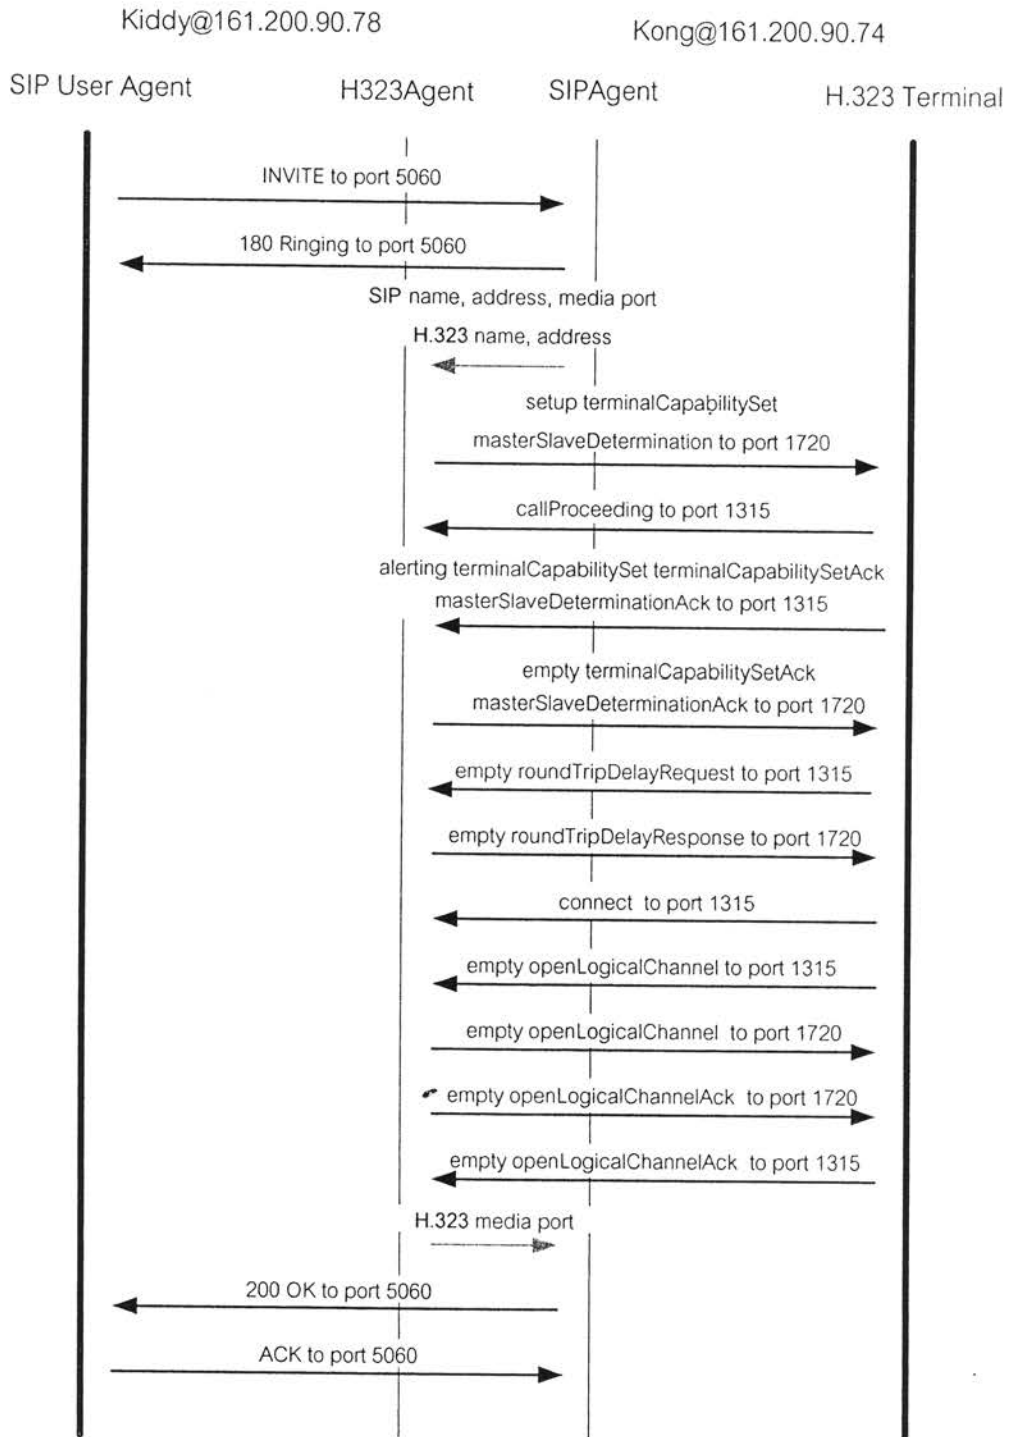 Kiddy@161.200.90.78
Kong@161.200.90.74
SIP User Agent
H323Agent
SIPAgent
H.323 Terminal
INVITE to port 5060
180 Ringing to port 5060
SIP name, address, media port
H.323 name, address
setup terminalCapabilitySet
masterSlaveDetermination to port 1720
callProceeding to port 1315
alerting terminalCapabilitySet terminalCapabilitySetAck
masterSlaveDeterminationAck to port 1315
empty terminalCapabilitySetAck
masterSlaveDeterminationAck to port 1720
empty roundTripDelayRequest to port 1315
empty roundTripDelayResponse to port 1720
connect to port 1315
empty openLogicalChannel to port 1315
empty openLogicalChannel to port 1720
empty openLogicalChannelAck to port 1720
empty openLogicalChannelAck to port 1315
H.323 media port
200 OK to port 5060
ACK to port 5060